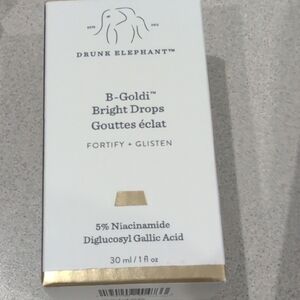 DRUNK ELEPHANT™
B-Goldi™
Bright Drops
Gouttes éclat
FORTIFY + GLISTEN
5% Niacinamide
Diglucosyl Gallic Acid
30 ml / 1 fl oz